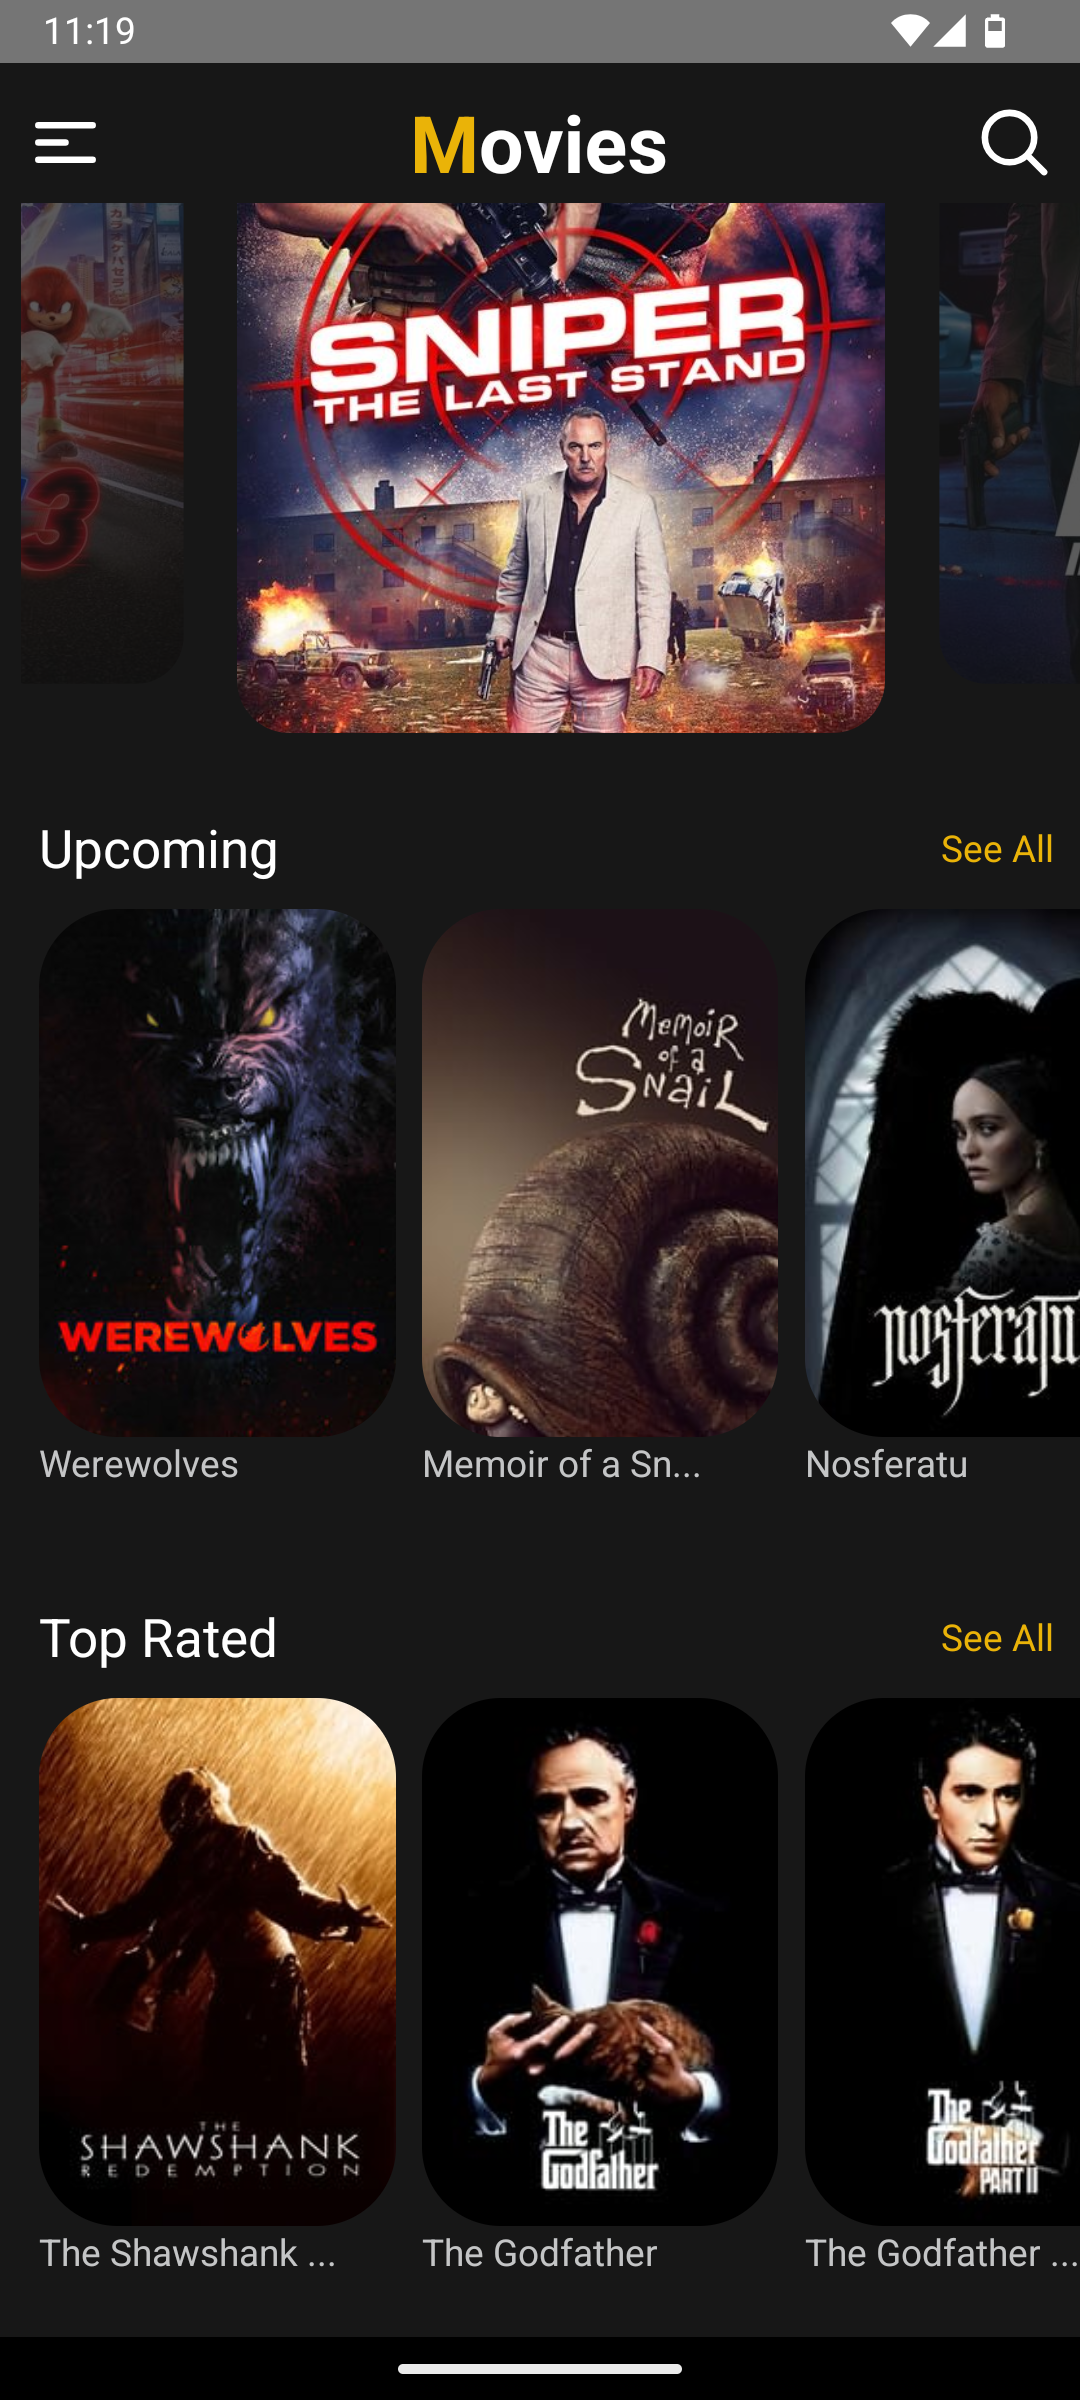 11:19
Movies
SNIPER
THE LAST STAND
3
Upcoming
See All
WEREWOLVES
Memoir
of a
Snail
nosferatu
Werewolves
Memoir of a Sn...
Nosferatu
Top Rated
See All
THE
SHAWSHANK
REDEMPTION
The
Godfather
The
Godfather
PART II
The Shawshank ...
The Godfather
The Godfather ...